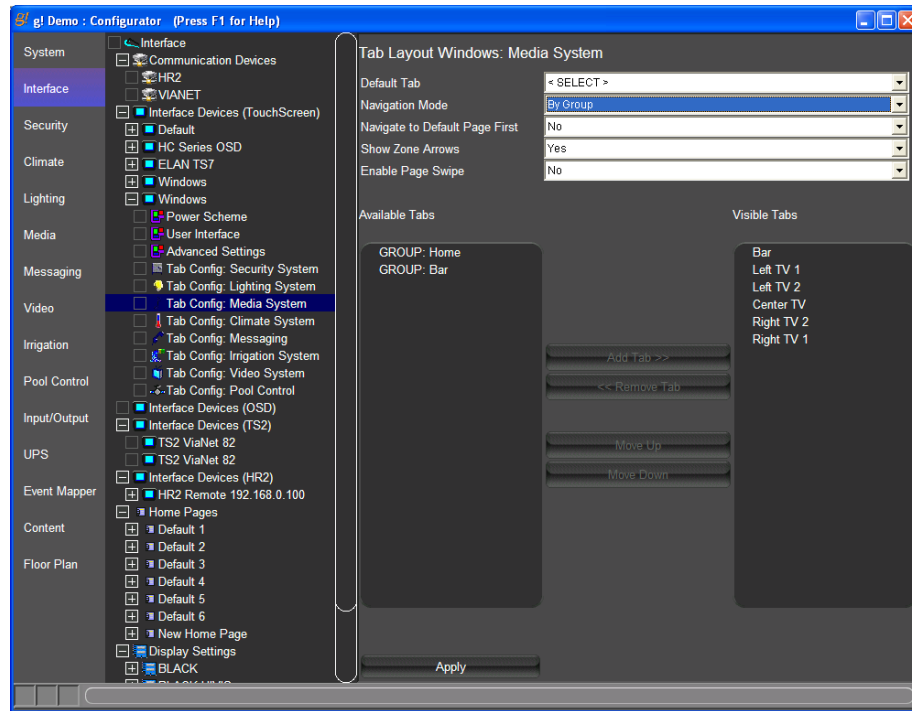 g! g! Demo : Configurator (Press F1 for Help)
System
Interface
Security
Climate
Lighting
Media
Messaging
Video
Irrigation
Pool Control
Input/Output
UPS
Event Mapper
Content
Floor Plan
Interface
Communication Devices
HR2
VIANET
Interface Devices (TouchScreen)
Default
HC Series OSD
ELAN TS7
Windows
Windows
Power Scheme
User Interface
Advanced Settings
Tab Config: Security System
Tab Config: Lighting System
Tab Config: Media System
Tab Config: Climate System
Tab Config: Messaging
Tab Config: Irrigation System
Tab Config: Video System
Tab Config: Pool Control
Interface Devices (OSD)
Interface Devices (TS2)
TS2 ViaNet 82
TS2 ViaNet 82
Interface Devices (HR2)
HR2 Remote 192.168.0.100
Home Pages
Default 1
Default 2
Default 3
Default 4
Default 5
Default 6
New Home Page
Display Settings
BLACK
Tab Layout Windows: Media System
Default Tab < SELECT >
Navigation Mode By Group
Navigate to Default Page First No
Show Zone Arrows Yes
Enable Page Swipe No
Available Tabs
GROUP: Home
GROUP: Bar
Add Tab >>
<< Remove Tab
Move Up
Move Down
Visible Tabs
Bar
Left TV 1
Left TV 2
Center TV
Right TV 2
Right TV 1
Apply